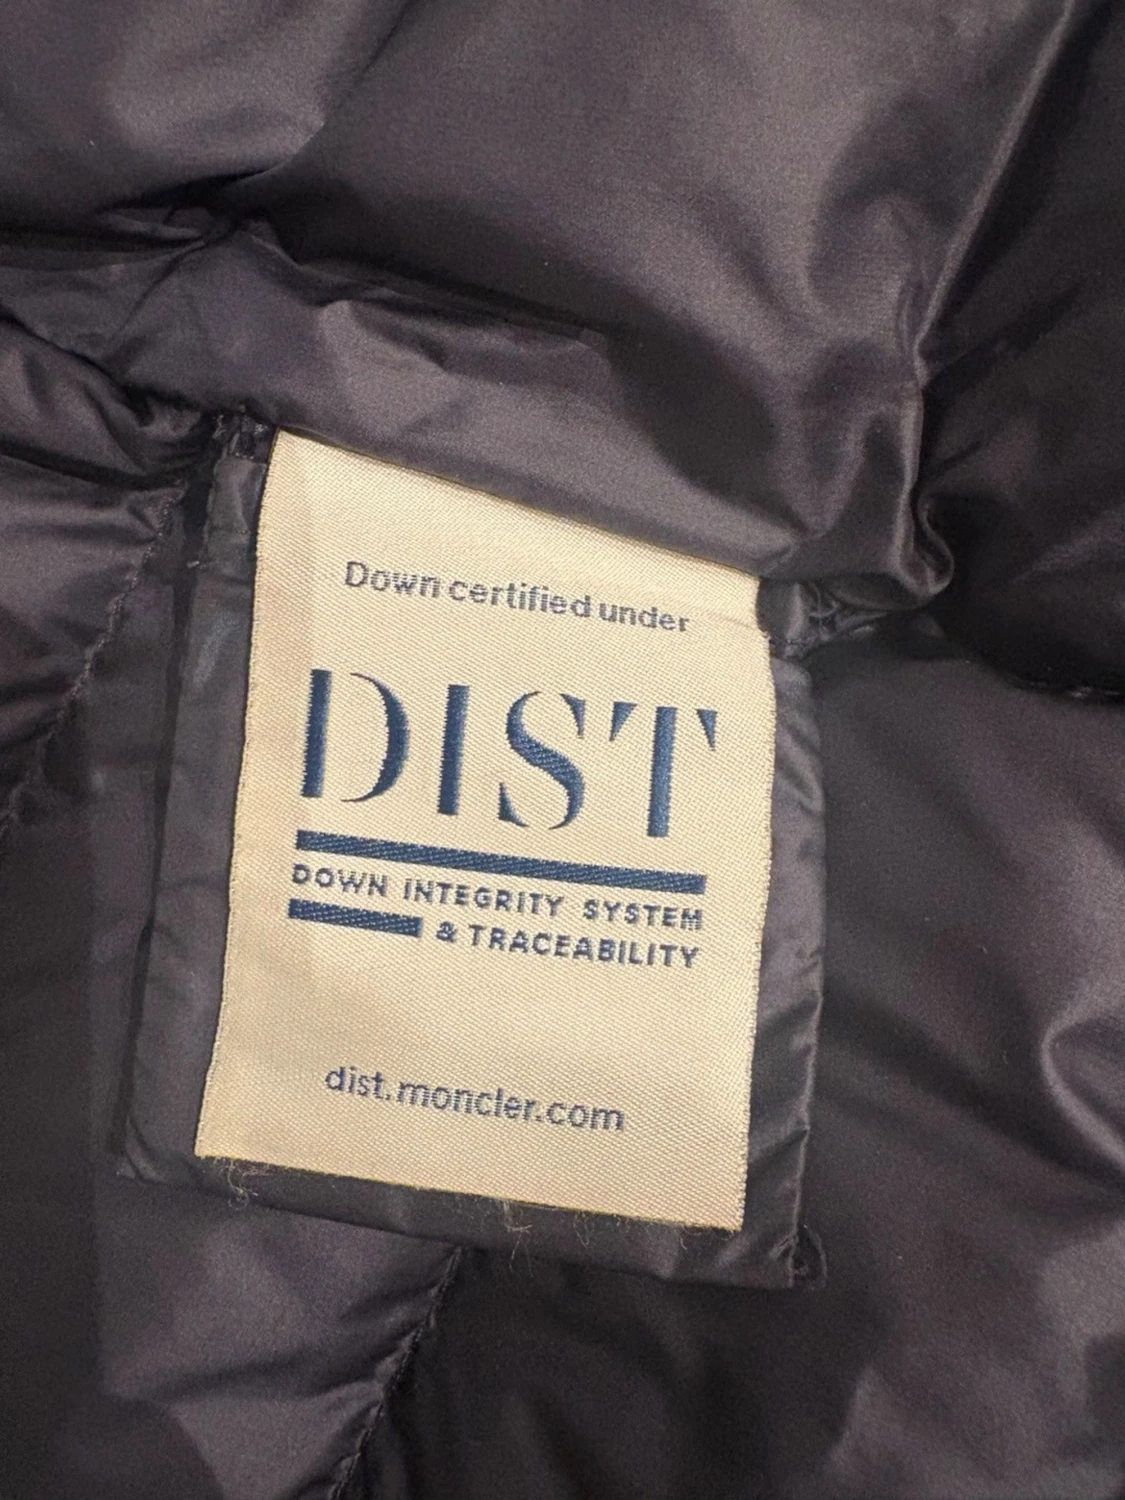 Down certified under
DIST
DOWN INTEGRITY SYSTEM
& TRACEABILITY
dist.moncler.com